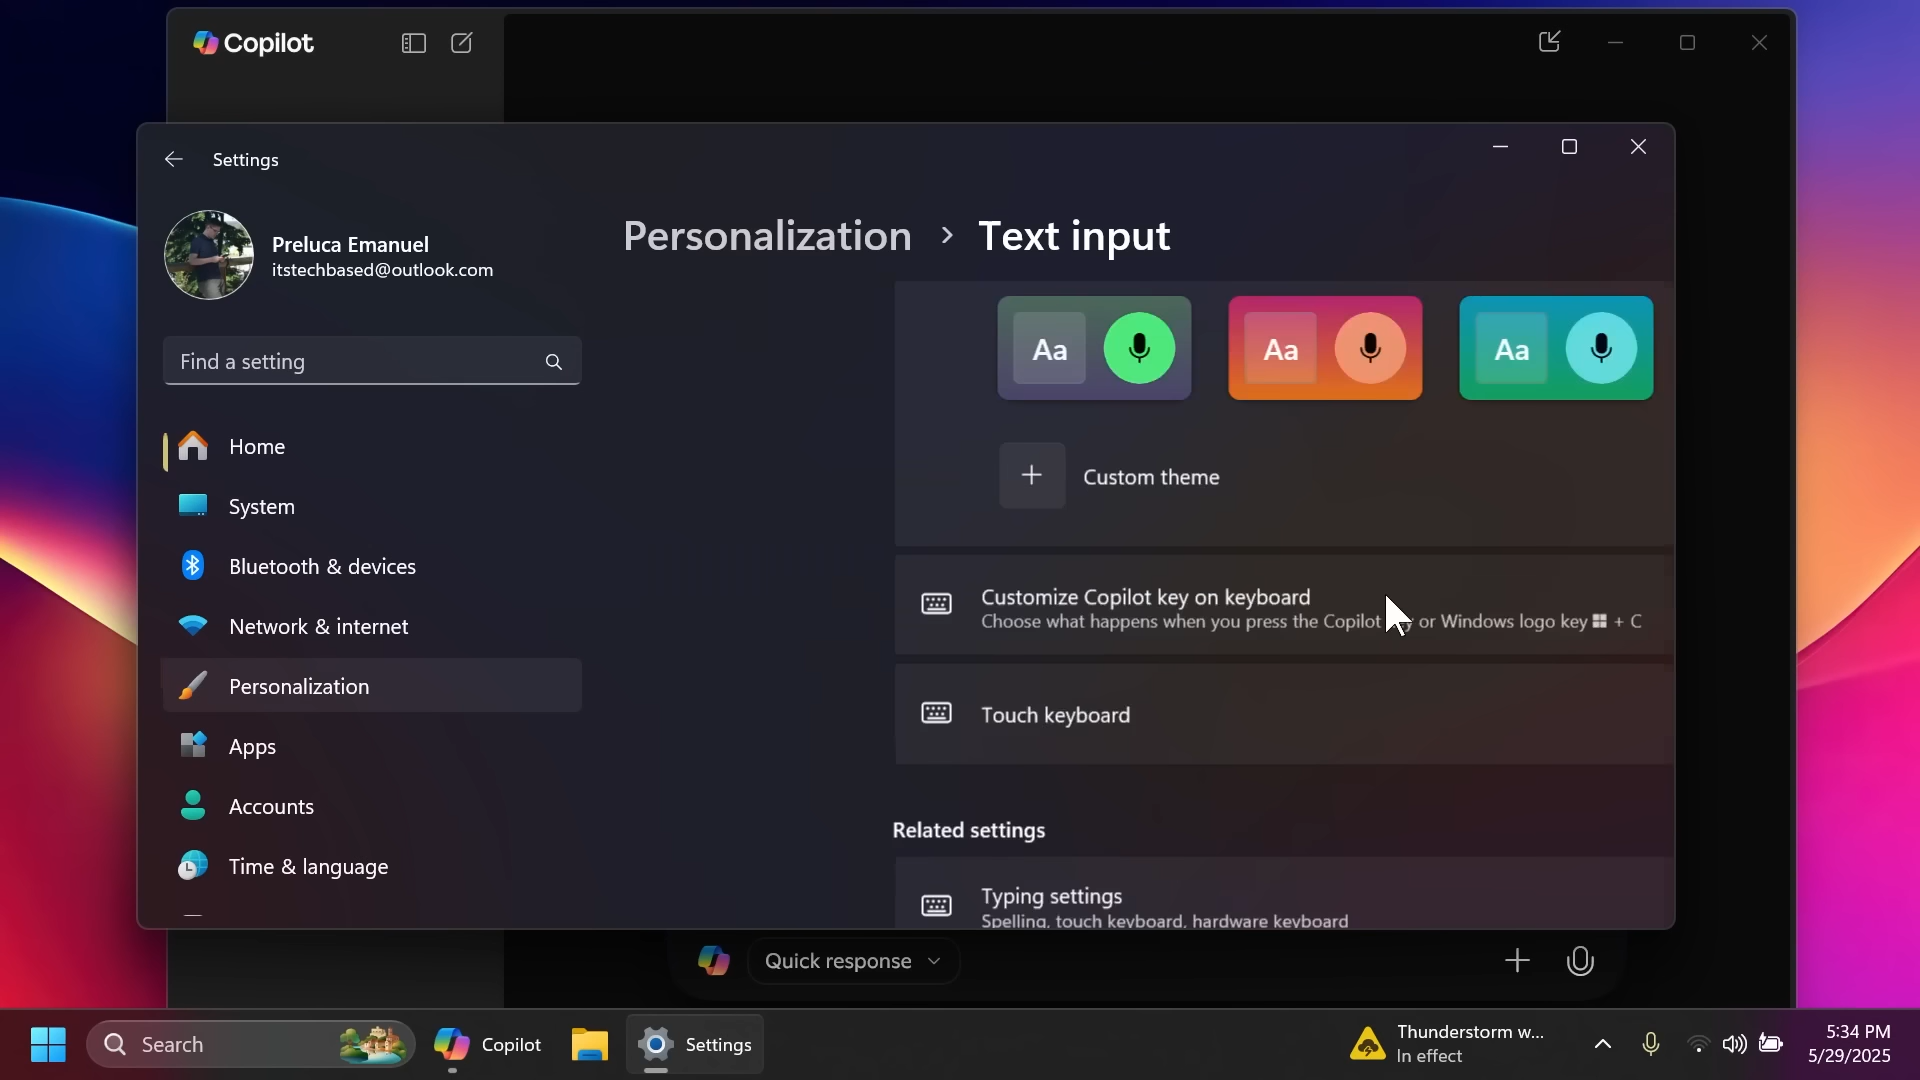 Copilot
Settings
Preluca Emanuel
itstechbased@outlook.com
Find a setting
Home
System
Bluetooth & devices
Network & internet
Personalization
Apps
Accounts
Time & language
Personalization > Text input
Aa
Aa
Aa
Custom theme
Customize Copilot key on keyboard
Choose what happens when you press the Copilot or Windows logo key + C
Touch keyboard
Related settings
Typing settings
Spelling, touch keyboard, hardware keyboard
Quick response
Search
Copilot
Settings
Thunderstorm w...
In effect
5:34 PM
5/29/2025